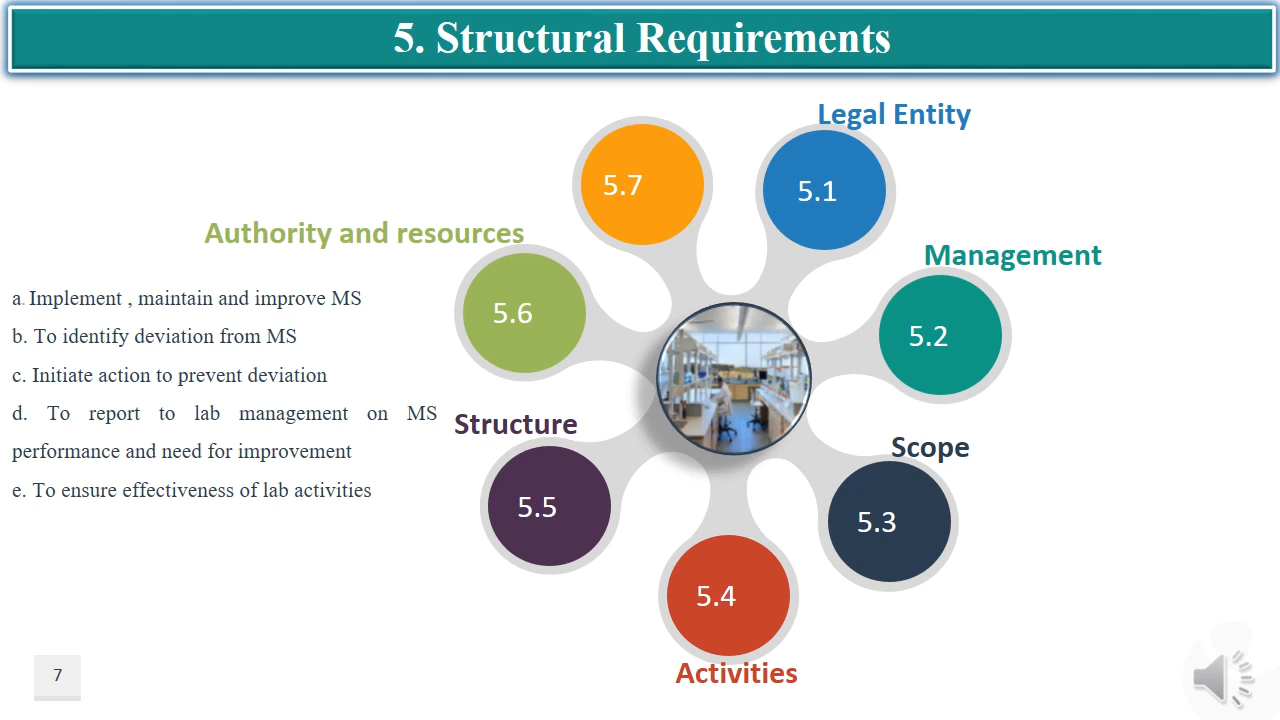 5. Structural Requirements
Legal Entity
5.7
5.1
Authority and resources
Management
a. Implement , maintain and improve MS
5.6
5.2
b. To identify deviation from MS
c. Initiate action to prevent deviation
d. To report to lab management on MS
performance and need for improvement
Structure
Scope
e. To ensure effectiveness of lab activities
5.5
5.3
5.4
Activities
7